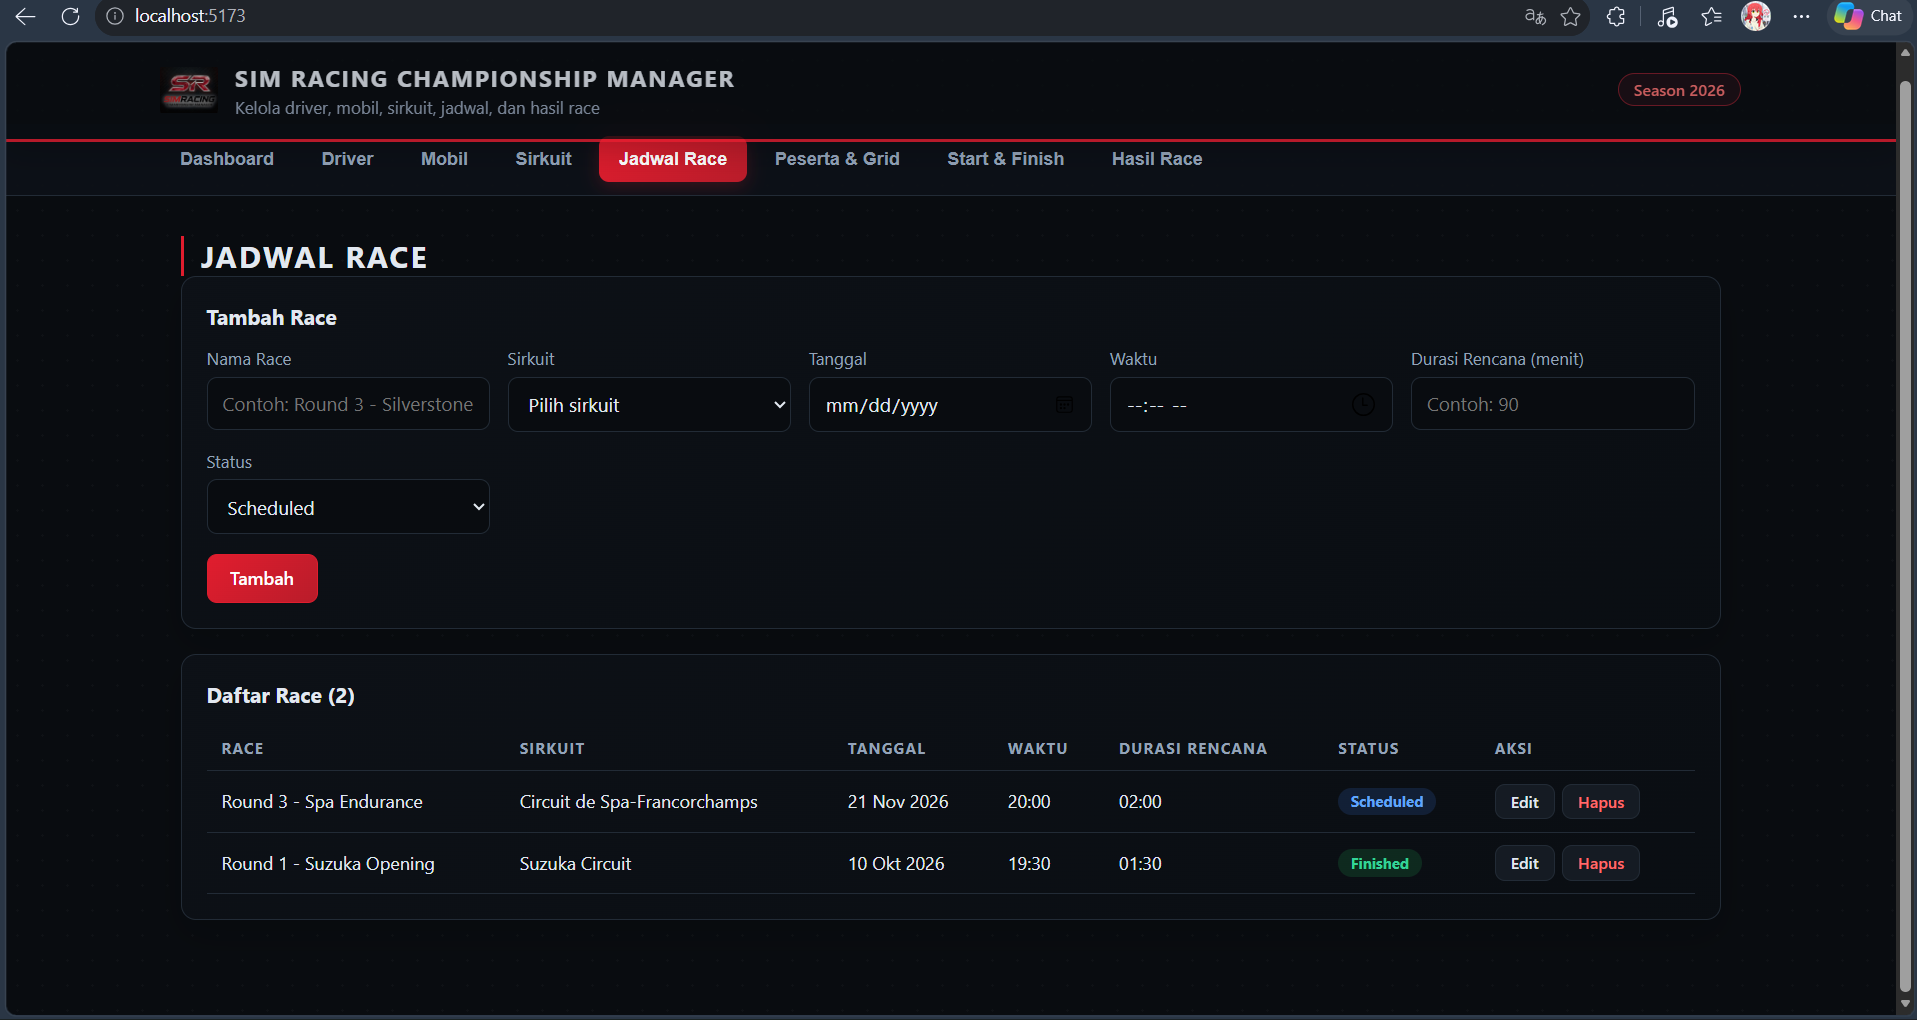 localhost:5173
Chat
SR
RACING
SIM RACING CHAMPIONSHIP MANAGER
Kelola driver, mobil, sirkuit, jadwal, dan hasil race
Season 2026
Dashboard
Driver
Mobil
Sirkuit
Jadwal Race
Peserta & Grid
Start & Finish
Hasil Race
JADWAL RACE
Tambah Race
Nama Race
Sirkuit
Tanggal
Waktu
Durasi Rencana (menit)
Contoh: Round 3 - Silverstone
Pilih sirkuit
mm/dd/yyyy
--:-- --
Contoh: 90
Status
Scheduled
Tambah
Daftar Race (2)
RACE SIRKUIT TANGGAL WAKTU DURASI RENCANA STATUS AKSI
Round 3 - Spa Endurance Circuit de Spa-Francorchamps 21 Nov 2026 20:00 02:00 Scheduled Edit Hapus
Round 1 - Suzuka Opening Suzuka Circuit 10 Okt 2026 19:30 01:30 Finished Edit Hapus